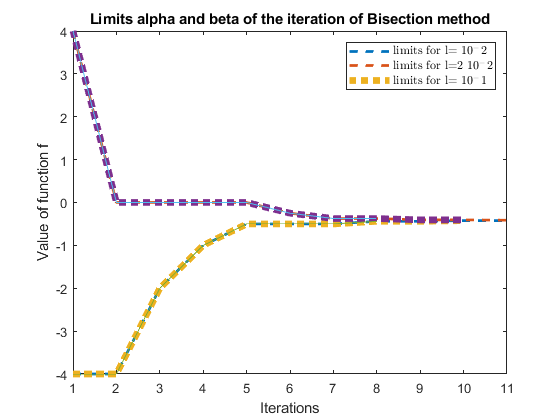 Limits alpha and beta of the iteration of Bisection method
limits for l= 10⁻2
limits for l=2 10⁻2
limits for l= 10⁻1
Value of function f
4
3
2
1
0
-1
-2
-3
-4
1 2 3 4 5 6 7 8 9 10 11
Iterations